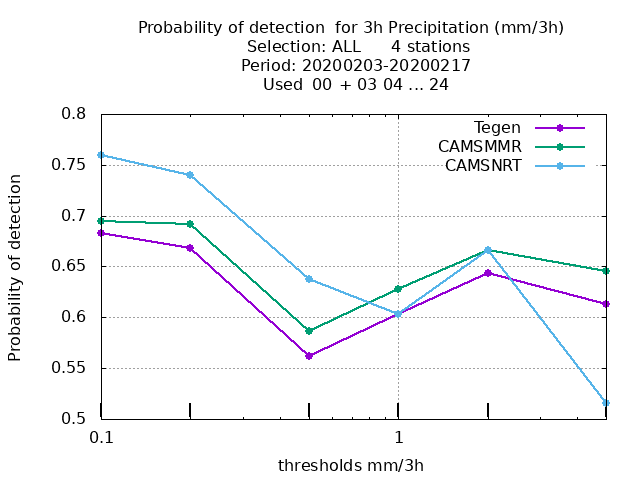 Probability of detection  for 3h Precipitation (mm/3h)
Selection: ALL      4 stations
Period: 20200203-20200217
Used  00 + 03 04 ... 24
Tegen
CAMSMMR
CAMSNRT
Probability of detection
0.8
0.75
0.7
0.65
0.6
0.55
0.5
0.1
1
thresholds mm/3h